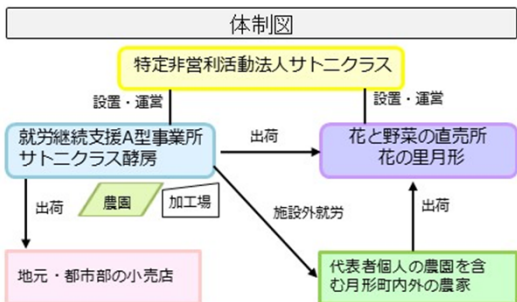 体制図
特定非営利活動法人サトニクラス
設置・運営
設置・運営
就労継続支援A型事業所
サトニクラス酵房
出荷
花と野菜の直売所
花の里月形
農園
加工場
出荷
施設外就労
出荷
地元・都市部の小売店
代表者個人の農園を含
む月形町内外の農家